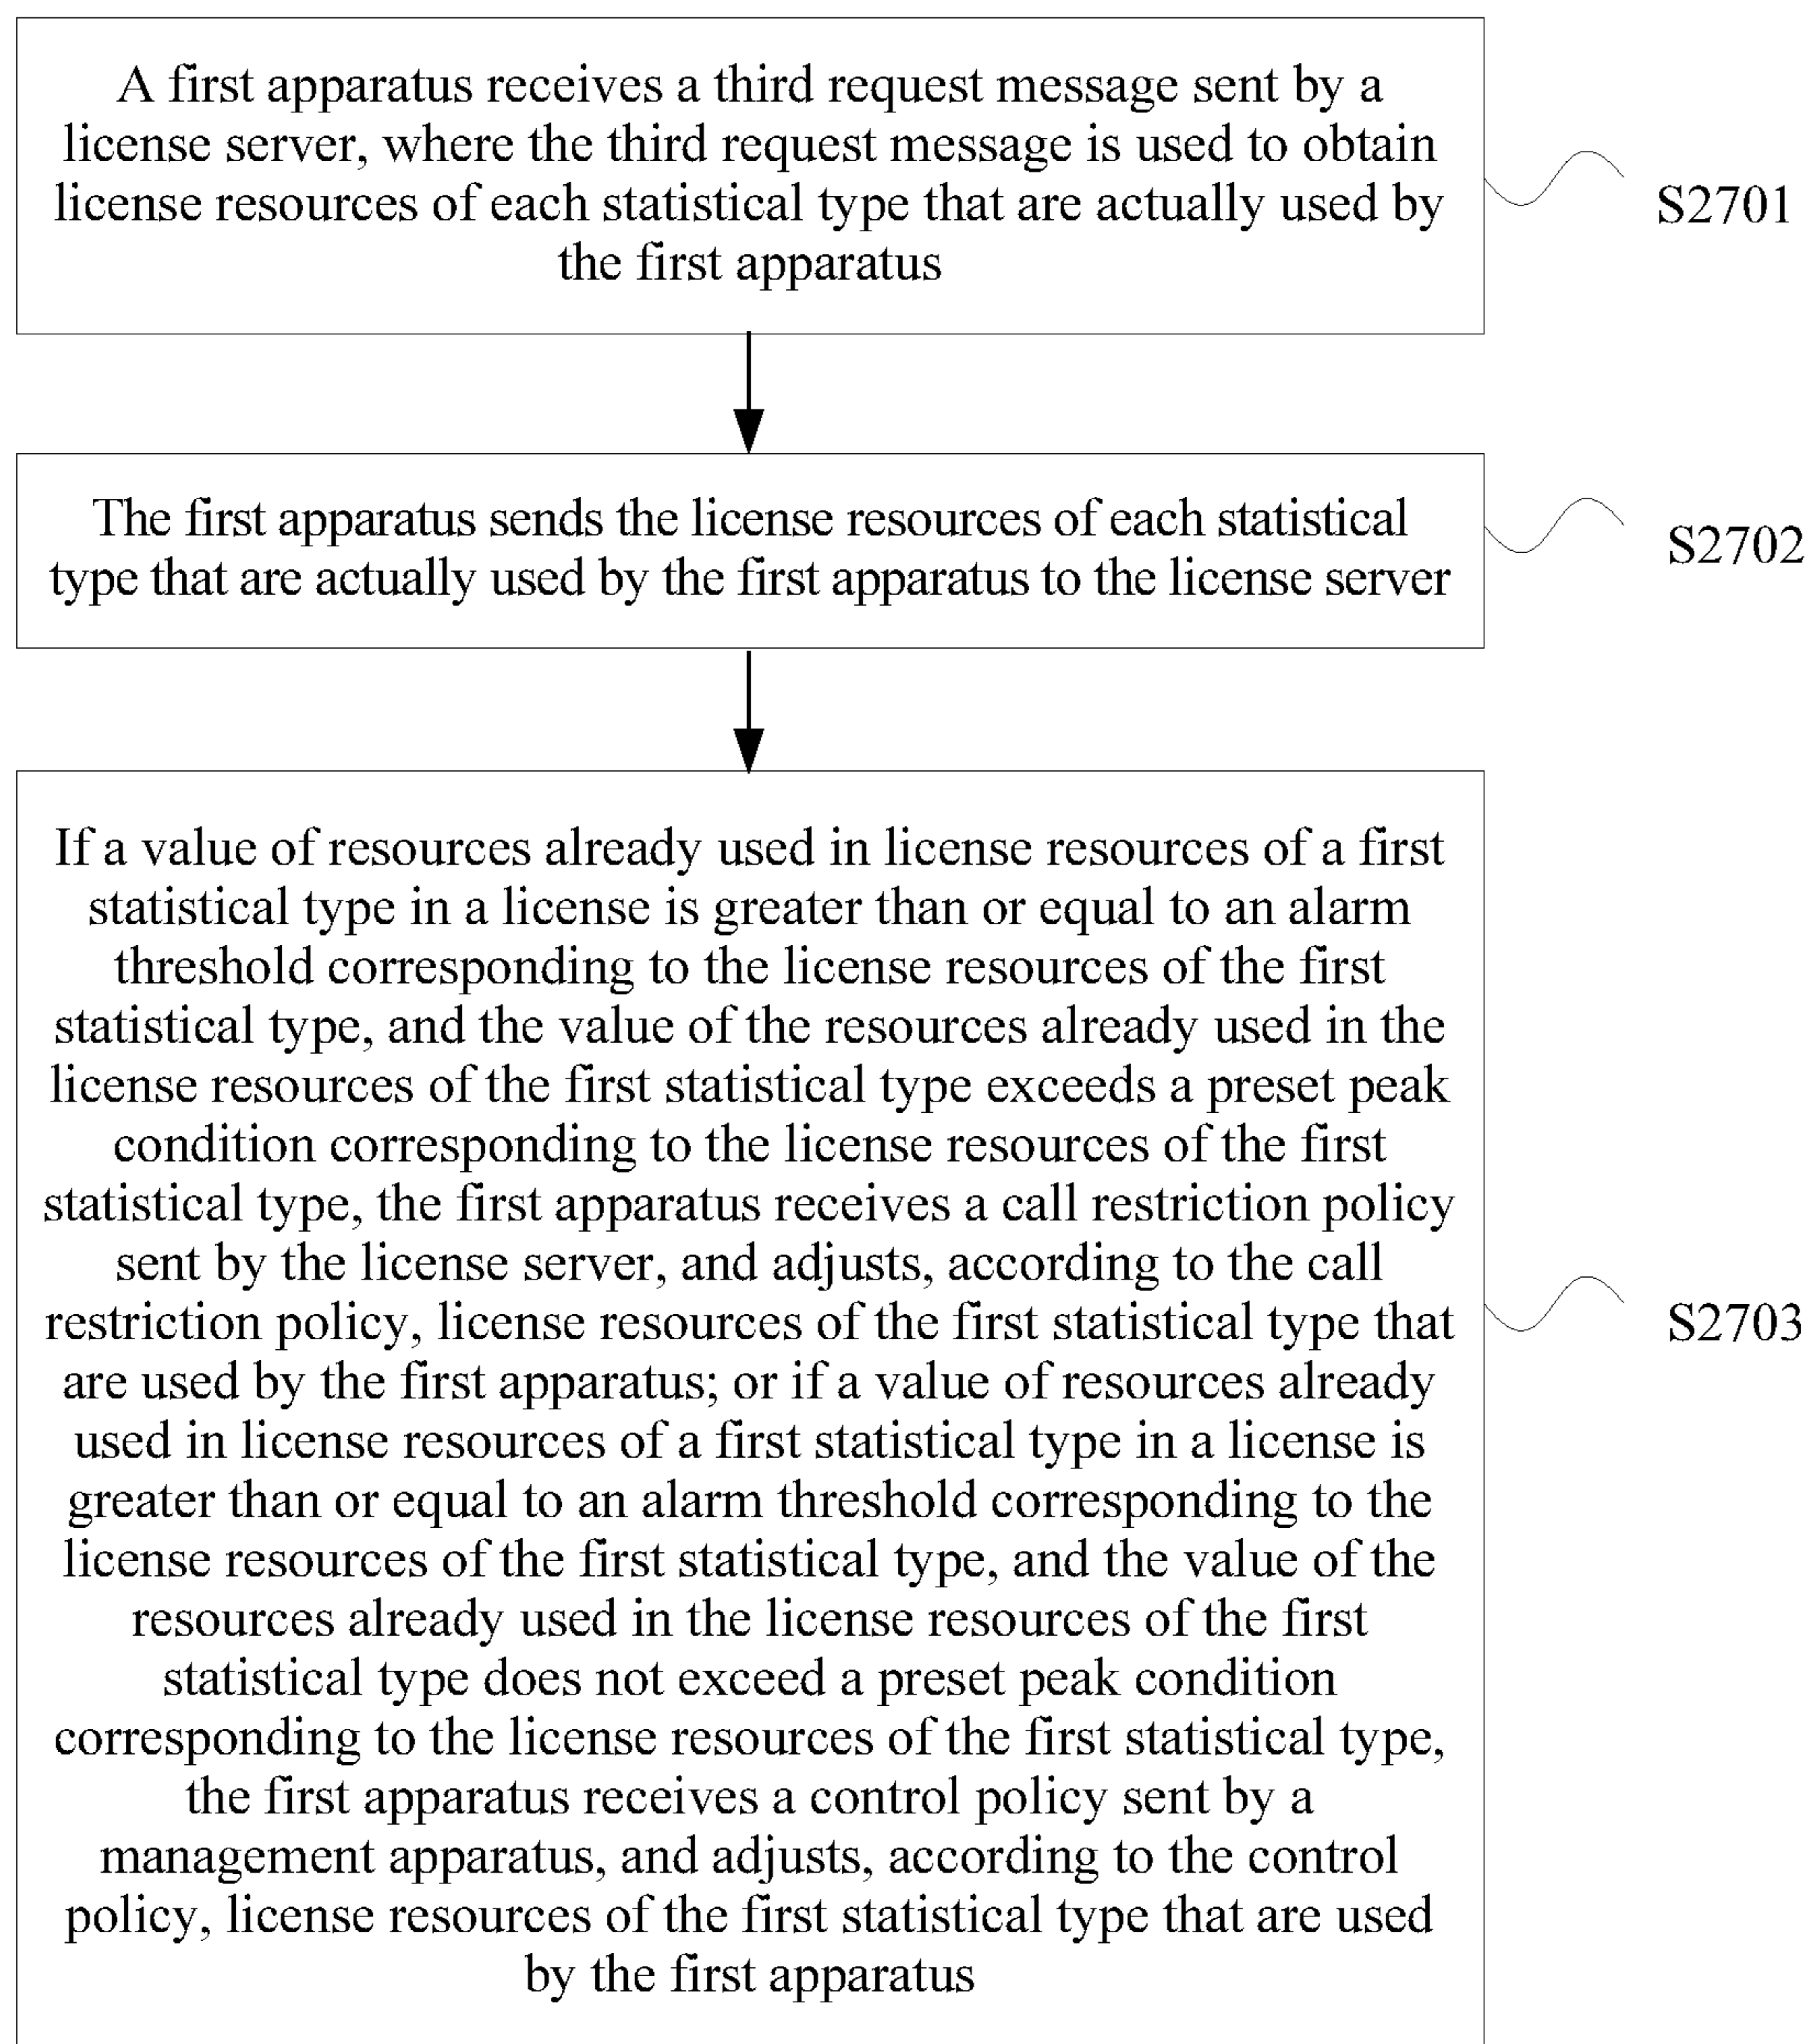 A first apparatus receives a third request message sent by a
license server, where the third request message is used to obtain
license resources of each statistical type that are actually used by
the first apparatus
S2701
The first apparatus sends the license resources of each statistical
type that are actually used by the first apparatus to the license server
S2702
If a value of resources already used in license resources of a first
statistical type in a license is greater than or equal to an alarm
threshold corresponding to the license resources of the first
statistical type, and the value of the resources already used in the
license resources of the first statistical type exceeds a preset peak
condition corresponding to the license resources of the first
statistical type, the first apparatus receives a call restriction policy
sent by the license server, and adjusts, according to the call
restriction policy, license resources of the first statistical type that
are used by the first apparatus; or if a value of resources already
used in license resources of a first statistical type in a license is
greater than or equal to an alarm threshold corresponding to the
license resources of the first statistical type, and the value of the
resources already used in the license resources of the first
statistical type does not exceed a preset peak condition
corresponding to the license resources of the first statistical type,
the first apparatus receives a control policy sent by a
management apparatus, and adjusts, according to the control
policy, license resources of the first statistical type that are used
by the first apparatus
S2703